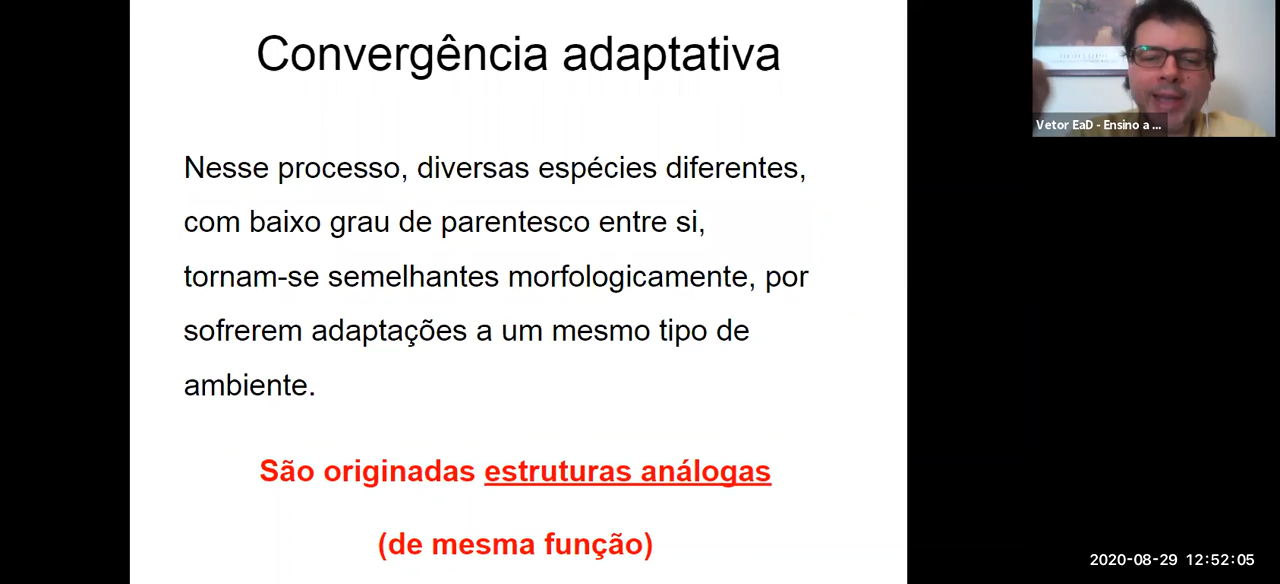 Convergência adaptativa
Nesse processo, diversas espécies diferentes,
com baixo grau de parentesco entre si,
tornam-se semelhantes morfologicamente, por
sofrerem adaptações a um mesmo tipo de
ambiente.
São originadas estruturas análogas
(de mesma função)
Vetor EaD - Ensino a ...
2020-08-29 12:52:05